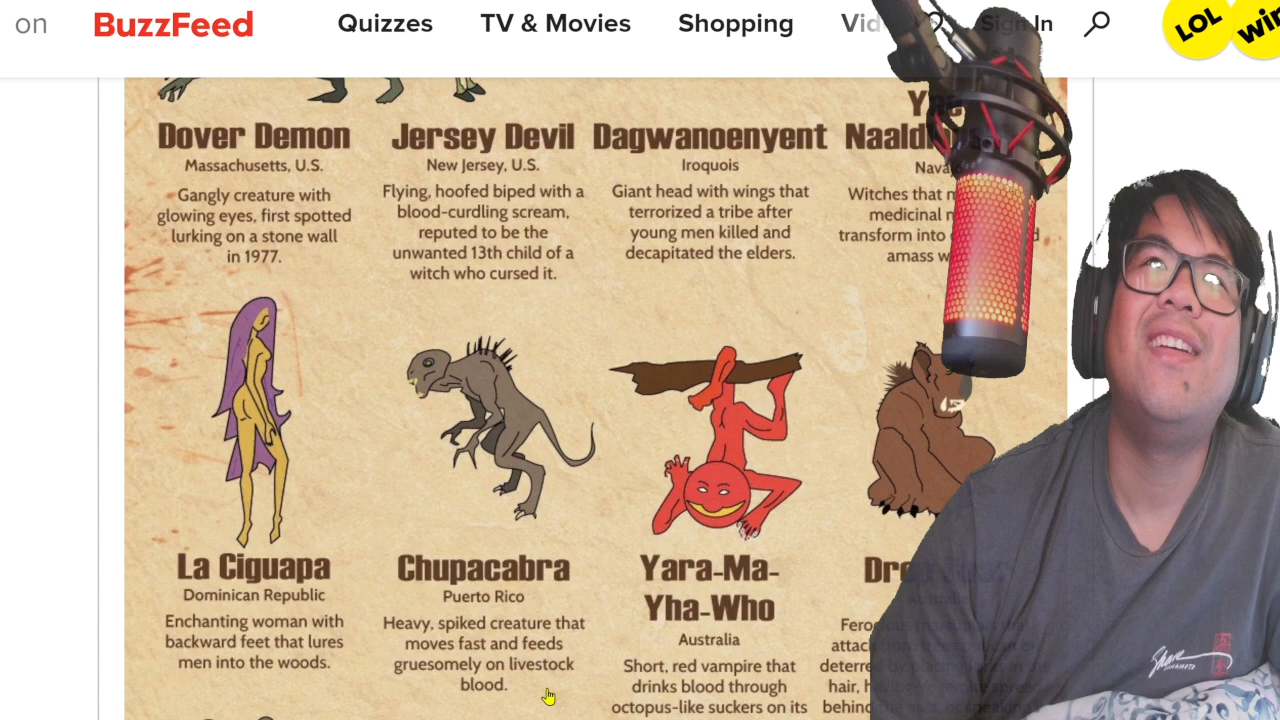 on
BuzzFeed
Quizzes
TV & Movies
Shopping
Vid
Sign In
LOL
win
Dover Demon
Massachusetts, U.S.
Gangly creature with
glowing eyes, first spotted
lurking on a stone wall
in 1977.
Jersey Devil
New Jersey, U.S.
Flying, hoofed biped with a
blood-curdling scream,
reputed to be the
unwanted 13th child of a
witch who cursed it.
Dagwanoenyent
Iroquois
Giant head with wings that
terrorized a tribe after
young men killed and
decapitated the elders.
Witches that
medicinal
transform into
amass
La Ciguapa
Dominican Republic
Enchanting woman with
backward feet that lures
men into the woods.
Chupacabra
Puerto Rico
Heavy, spiked creature that
moves fast and feeds
gruesomely on livestock
blood.
Yara-Ma-
Yha-Who
Australia
Short, red vampire that
drinks blood through
octopus-like suckers on its
hair,